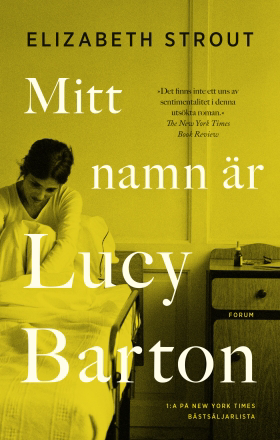 ELIZABETH STROUT
Mitt
»Det finns inte ett uns av
sentimentalitet i denna
utsökta roman.»
The New York Times
Book Review
namn är
Lucy
FORUM
Barton
1:A PÅ NEW YORK TIMES
BÄSTSÄLJARLISTA